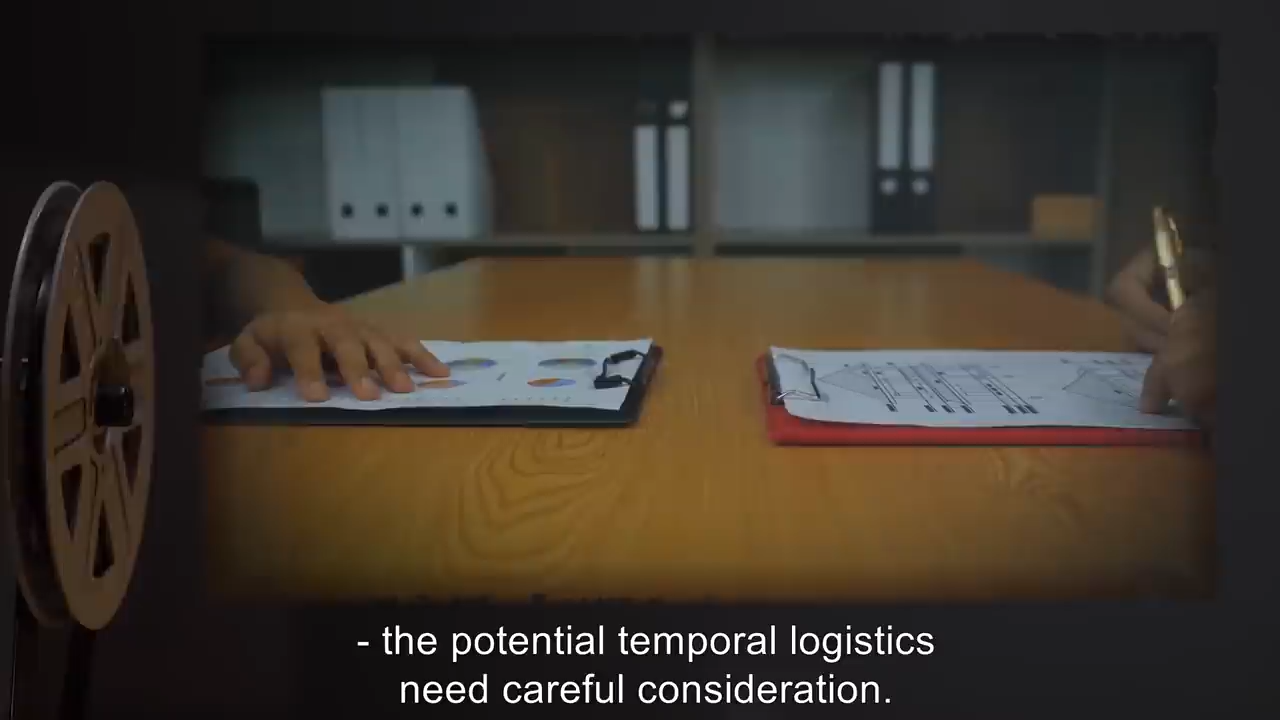 - the potential temporal logistics
need careful consideration.